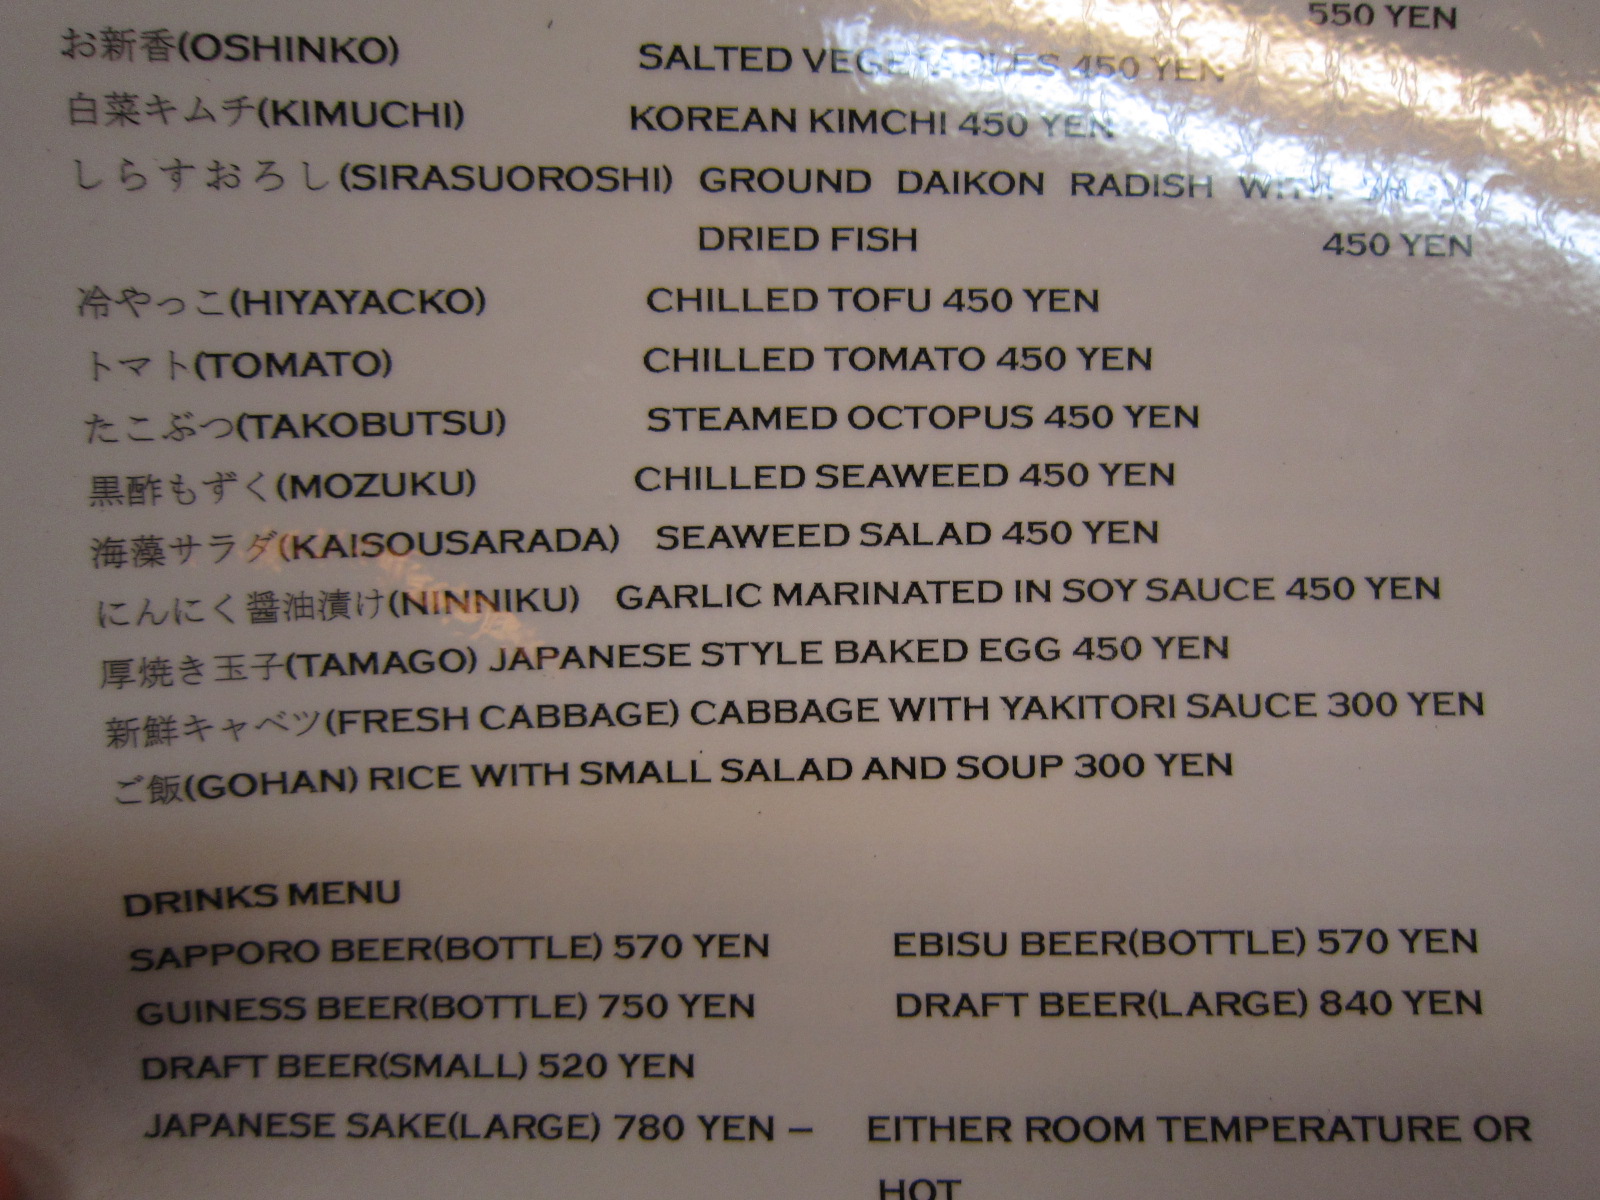 550 YEN
お新香(OSHINKO) SALTED VEGETABLES 450 YEN
白菜キムチ(KIMUCHI) KOREAN KIMCHI 450 YEN
しらすおろし(SIRASUOROSHI) GROUND DAIKON RADISH WITH
DRIED FISH 450 YEN
冷やっこ(HIYAYACKO) CHILLED TOFU 450 YEN
トマト(TOMATO) CHILLED TOMATO 450 YEN
たこぶつ(TAKOBUTSU) STEAMED OCTOPUS 450 YEN
黒酢もずく(MOZUKU) CHILLED SEAWEED 450 YEN
海藻サラダ(KAISOUSARADA) SEAWEED SALAD 450 YEN
にんにく醤油漬け(NINNIKU) GARLIC MARINATED IN SOY SAUCE 450 YEN
厚焼き玉子(TAMAGO) JAPANESE STYLE BAKED EGG 450 YEN
新鮮キャベツ(FRESH CABBAGE) CABBAGE WITH YAKITORI SAUCE 300 YEN
ご飯(GOHAN) RICE WITH SMALL SALAD AND SOUP 300 YEN
DRINKS MENU
SAPPORO BEER(BOTTLE) 570 YEN EBISU BEER(BOTTLE) 570 YEN
GUINESS BEER(BOTTLE) 750 YEN DRAFT BEER(LARGE) 840 YEN
DRAFT BEER(SMALL) 520 YEN
JAPANESE SAKE(LARGE) 780 YEN – EITHER ROOM TEMPERATURE OR
HOT